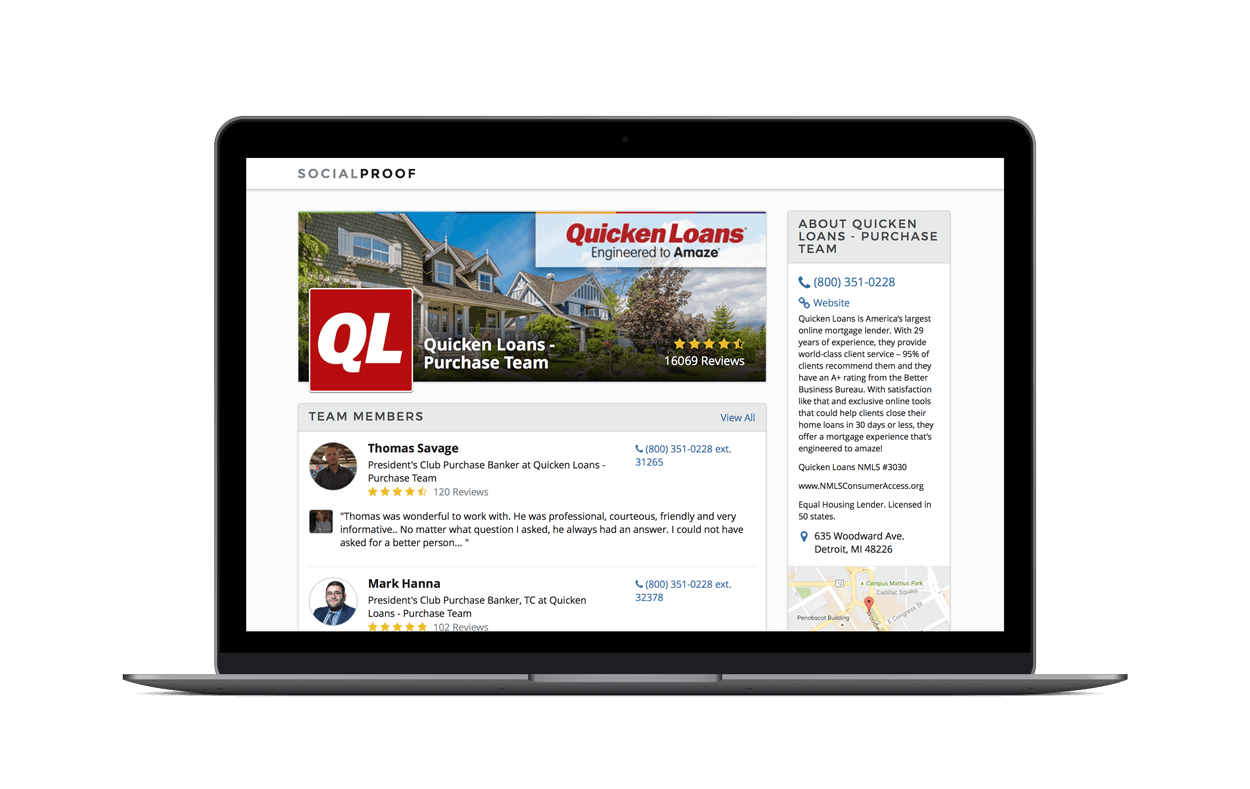 SOCIALPROOF
Quicken Loans
Engineered to Amaze
QL
Quicken Loans -
Purchase Team
16069 Reviews
TEAM MEMBERS
View All
Thomas Savage
President's Club Purchase Banker at Quicken Loans -
Purchase Team
120 Reviews
(800) 351-0228 ext.
31265
"Thomas was wonderful to work with. He was professional, courteous, friendly and very
informative.. No matter what question I asked, he always had an answer. I could not have
asked for a better person... "
Mark Hanna
President's Club Purchase Banker, TC at Quicken
Loans - Purchase Team
102 Reviews
(800) 351-0228 ext.
32378
ABOUT QUICKEN
LOANS - PURCHASE
TEAM
(800) 351-0228
Website
Quicken Loans is America's largest
online mortgage lender. With 29
years of experience, they provide
world-class client service – 95% of
clients recommend them and they
have an A+ rating from the Better
Business Bureau. With satisfaction
like that and exclusive online tools
that could help clients close their
home loans in 30 days or less, they
offer a mortgage experience that's
engineered to amaze!
Quicken Loans NMLS #3030
www.NMLSConsumerAccess.org
Equal Housing Lender. Licensed in
50 states.
635 Woodward Ave.
Detroit, MI 48226
Campus Martius Park
Cadillac Square
E Congress St
Penobscot Building